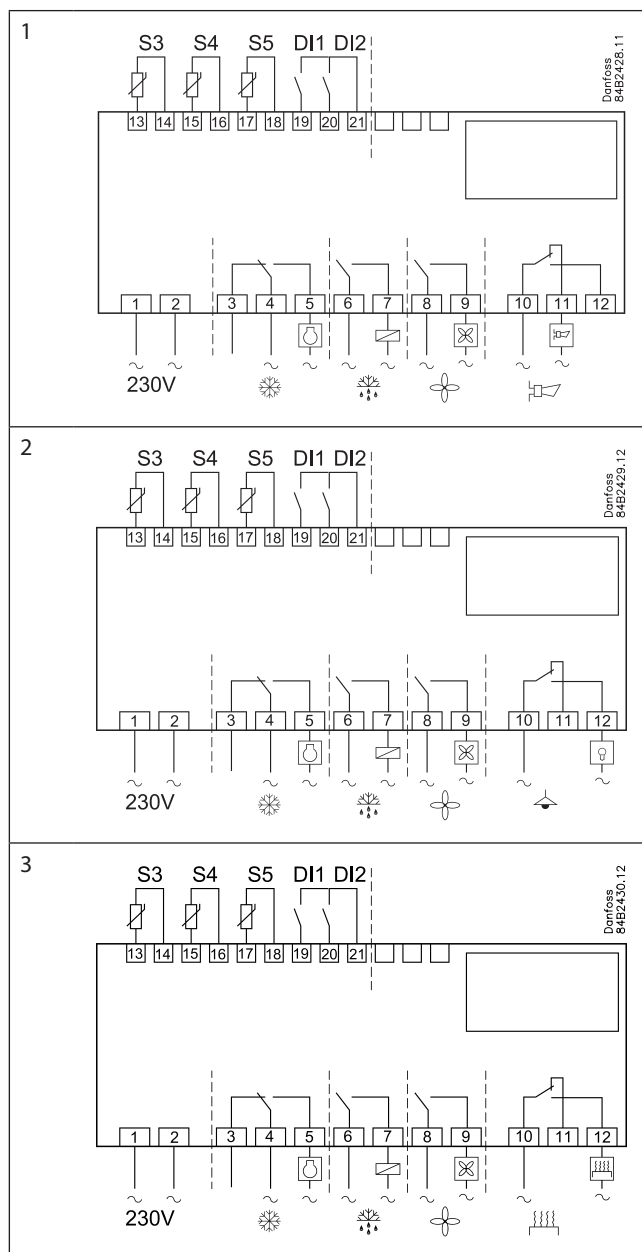 1
S3 S4 S5 DI1 DI2
Danfoss
84B2428.11
13 14 15 16 17 18 19 20 21
1 2 3 4 5 6 7 8 9 10 11 12
230V
2
S3 S4 S5 DI1 DI2
Danfoss
84B2429.12
13 14 15 16 17 18 19 20 21
1 2 3 4 5 6 7 8 9 10 11 12
230V
3
S3 S4 S5 DI1 DI2
Danfoss
84B2430.12
13 14 15 16 17 18 19 20 21
1 2 3 4 5 6 7 8 9 10 11 12
230V